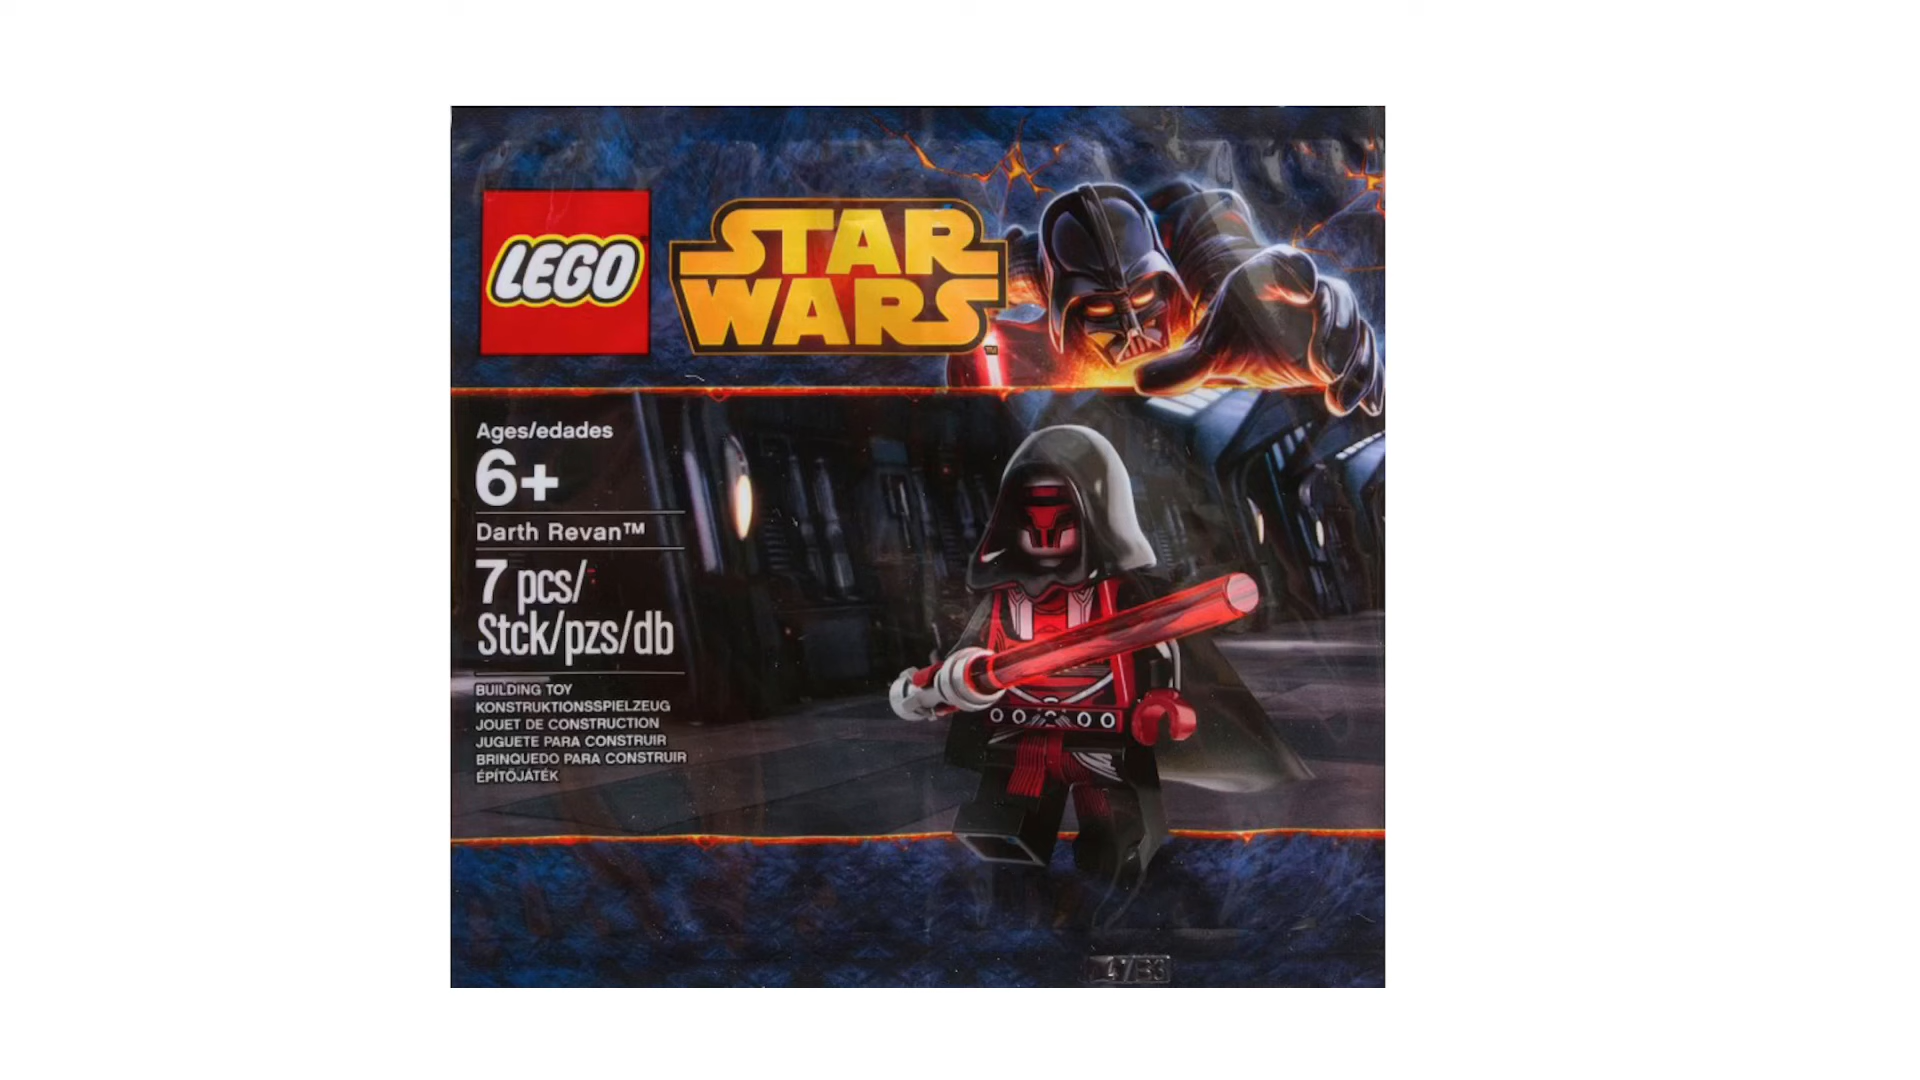 LEGO
STAR
WARS
™
Ages/edades
6+
Darth Revan™
7 pcs/
Stck/pzs/db
BUILDING TOY
KONSTRUKTIONSSPIELZEUG
JOUET DE CONSTRUCTION
JUGUETE PARA CONSTRUIR
BRINQUEDO PARA CONSTRUIR
ÉPÍTŐJÁTÉK